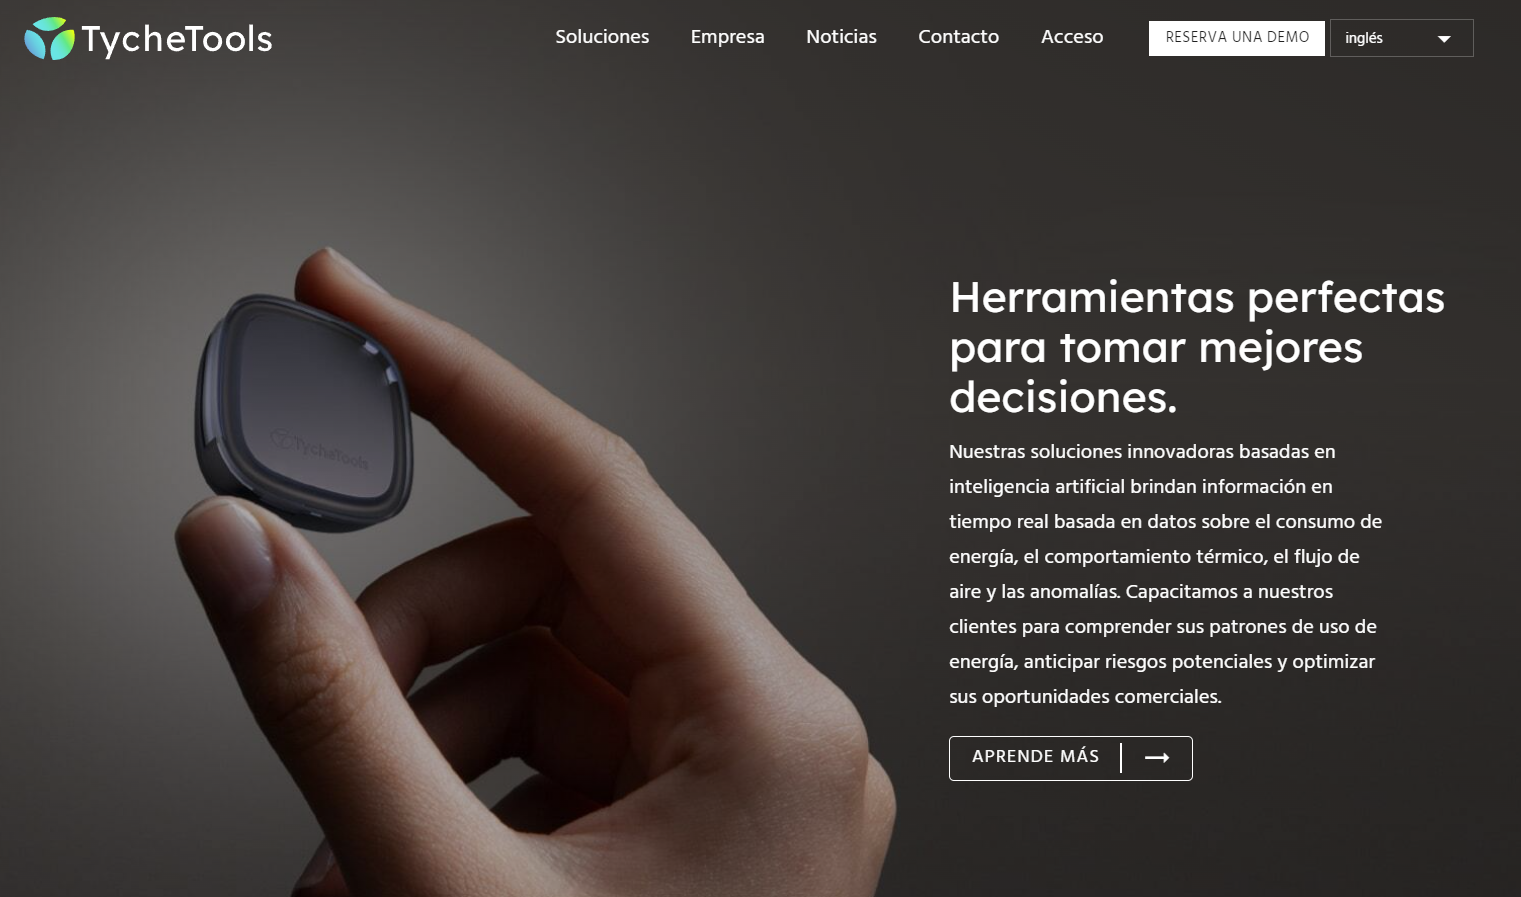 TycheTools
Soluciones Empresa Noticias Contacto Acceso RESERVA UNA DEMO inglés
Herramientas perfectas
para tomar mejores
decisiones.
Nuestras soluciones innovadoras basadas en
inteligencia artificial brindan información en
tiempo real basada en datos sobre el consumo de
energía, el comportamiento térmico, el flujo de
aire y las anomalías. Capacitamos a nuestros
clientes para comprender sus patrones de uso de
energía, anticipar riesgos potenciales y optimizar
sus oportunidades comerciales.
APRENDE MÁS
TycheTools